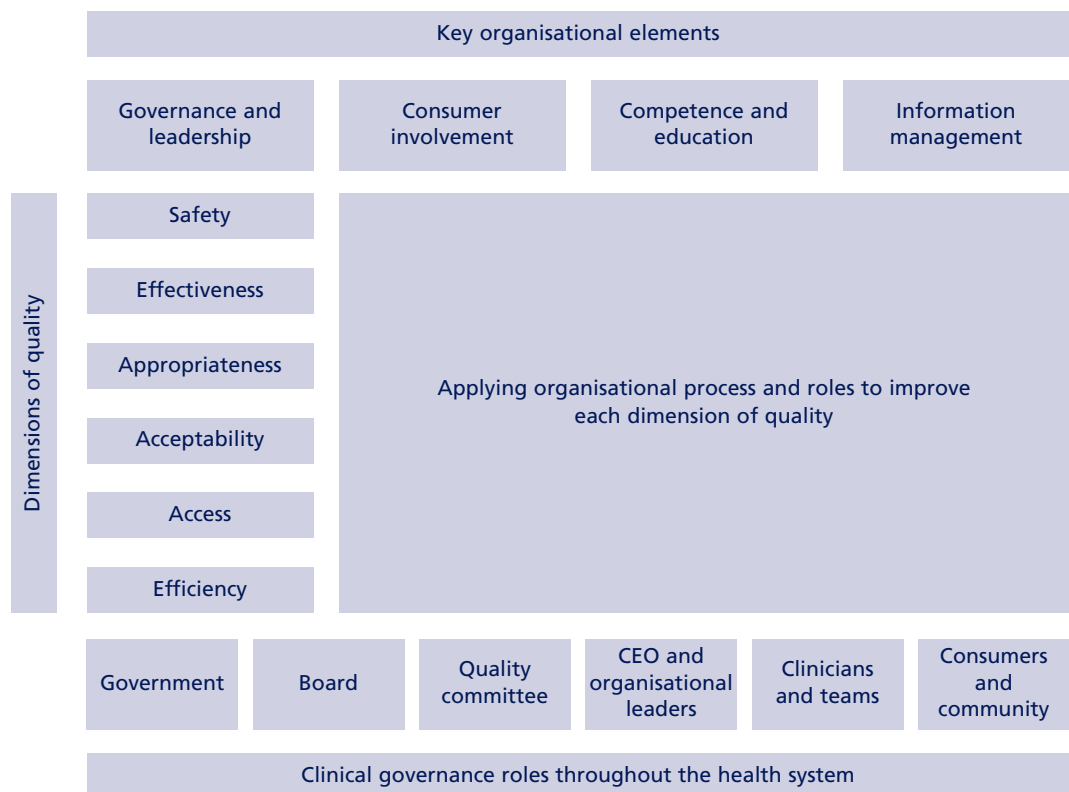 Key organisational elements
Governance and
leadership
Consumer
involvement
Competence and
education
Information
management
Dimensions of quality
Safety
Effectiveness
Appropriateness
Acceptability
Access
Efficiency
Applying organisational process and roles to improve
each dimension of quality
Government
Board
Quality
committee
CEO and
organisational
leaders
Clinicians
and teams
Consumers
and
community
Clinical governance roles throughout the health system